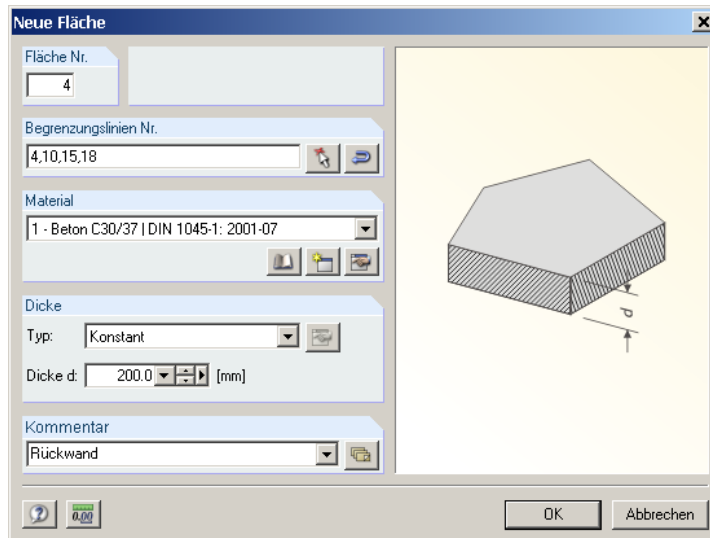 Neue Fläche
Fläche Nr.
4
Begrenzungslinien Nr.
4,10,15,18
Material
1 - Beton C30/37 | DIN 1045-1: 2001-07
Dicke
Typ: Konstant
Dicke d: 200.0 [mm]
d
Kommentar
Rückwand
0.00
OK Abbrechen